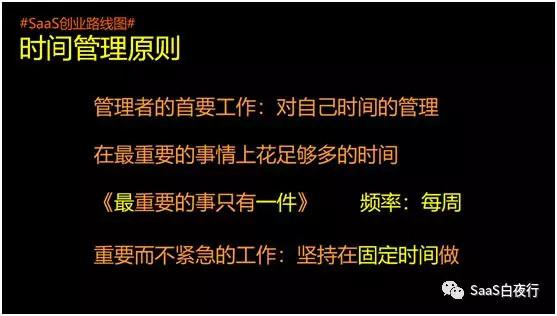 #SaaS创业路线图#
时间管理原则
管理者的首要工作：对自己时间的管理
在最重要的事情上花足够多的时间
《最重要的事只有一件》 频率：每周
重要而不紧急的工作：坚持在固定时间做
SaaS白夜行